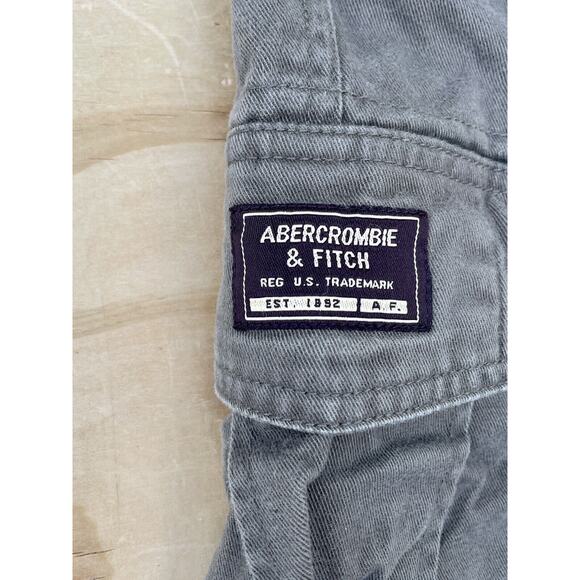 ABERCROMBIE
& FITCH
REG U.S. TRADEMARK
EST. 1892 A.F.